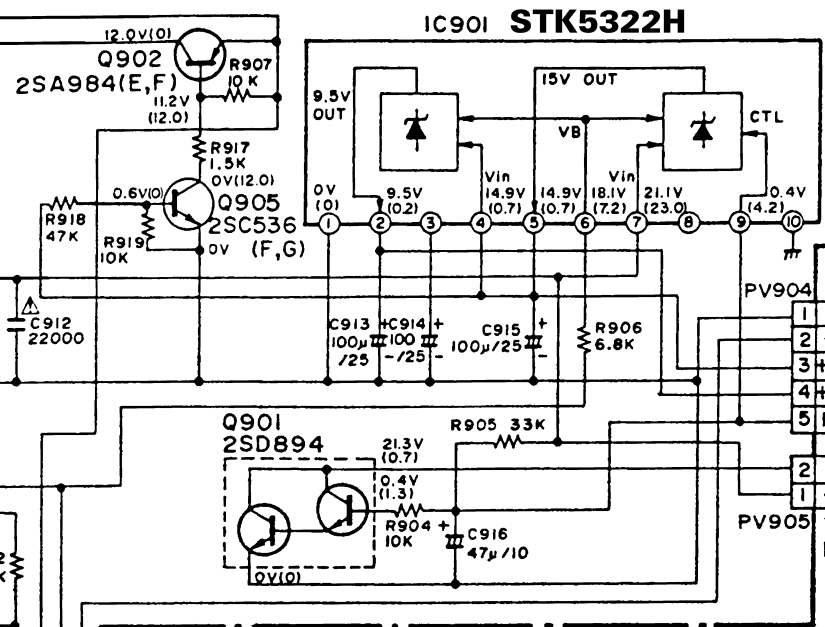 IC901 STK5322H
12.0V(0)
Q902
2SA984(E,F)
R907
10K
11.2V
(12.0)
R917
1.5K
0V(12.0)
0.6V(0)
Q905
2SC536
(F,G)
R918
47K
R919
10K
0V
9.5V
OUT
15V OUT
VB
CTL
0V
(0)
9.5V
(0.2)
Vin
14.9V
(0.7)
14.9V
(0.7)
18.1V
(7.2)
Vin
21.1V
(23.0)
0.4V
(4.2)
1 2 3 4 5 6 7 8 9 10
C912
22000
C913
100µ
/25
+
C914
100
/25
+
-
-
C915
100µ/25
+
-
R906
6.8K
PV904
1
2
3 +
4 +
5
Q901
2SD894
R905 33K
21.3V
(0.7)
0.4V
(1.3)
R904
10K
+
C916
47µ/10
0V(0)
2
1
PV905